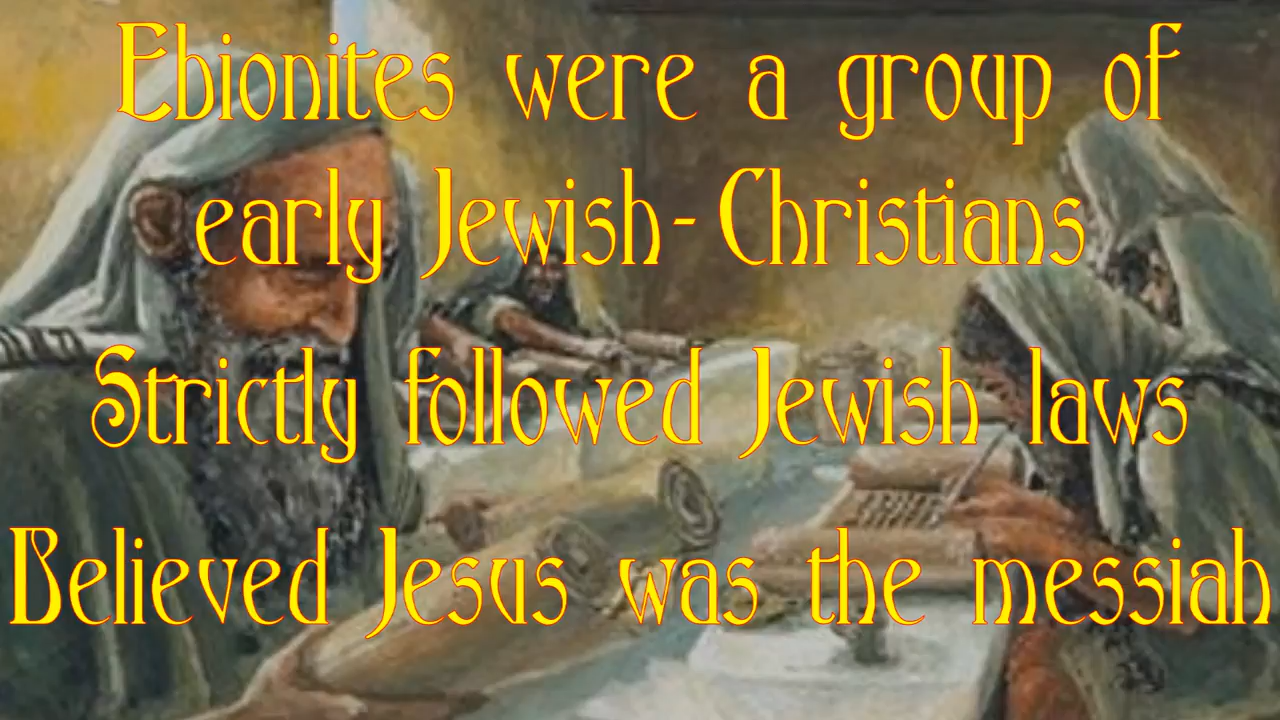 Ebionites were a group of
early Jewish-Christians
Strictly followed Jewish laws
Believed Jesus was the messiah